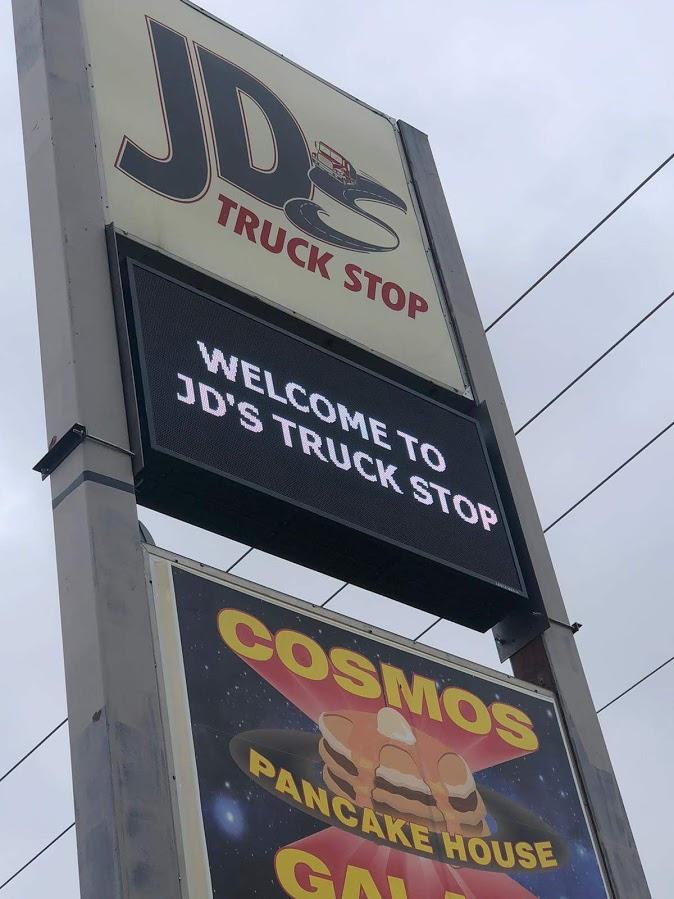 JD's
TRUCK STOP
WELCOME TO
JD'S TRUCK STOP
COSMOS
PANCAKE HOUSE